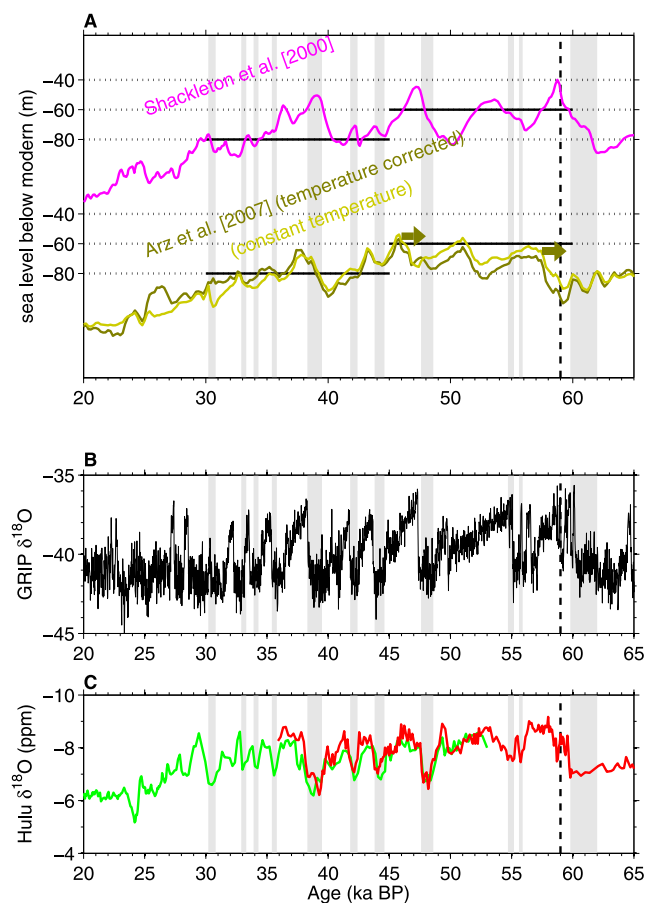 A
Shackleton et al. [2000]
−40
−60
−80
Arz et al. [2007] (temperature corrected)
(constant temperature)
−40
−60
−80
sea level below modern (m)
20 30 40 50 60
B
−35
−40
−45
GRIP δ18O
20 25 30 35 40 45 50 55 60 65
C
−10
−8
−6
−4
Hulu δ18O (ppm)
20 25 30 35 40 45 50 55 60 65
Age (ka BP)